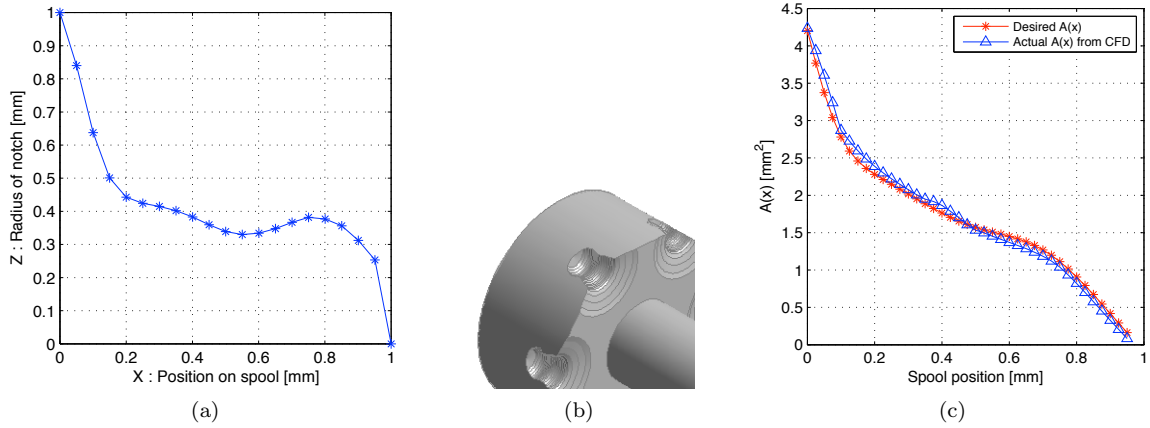 1
0.9
0.8
0.7
0.6
0.5
0.4
0.3
0.2
0.1
0
Z : Radius of notch [mm]
0 0.2 0.4 0.6 0.8 1
X : Position on spool [mm]
(a)
(b)
4.5
4
3.5
3
2.5
2
1.5
1
0.5
0
A(x) [mm²]
Desired A(x)
Actual A(x) from CFD
0 0.2 0.4 0.6 0.8 1
Spool position [mm]
(c)